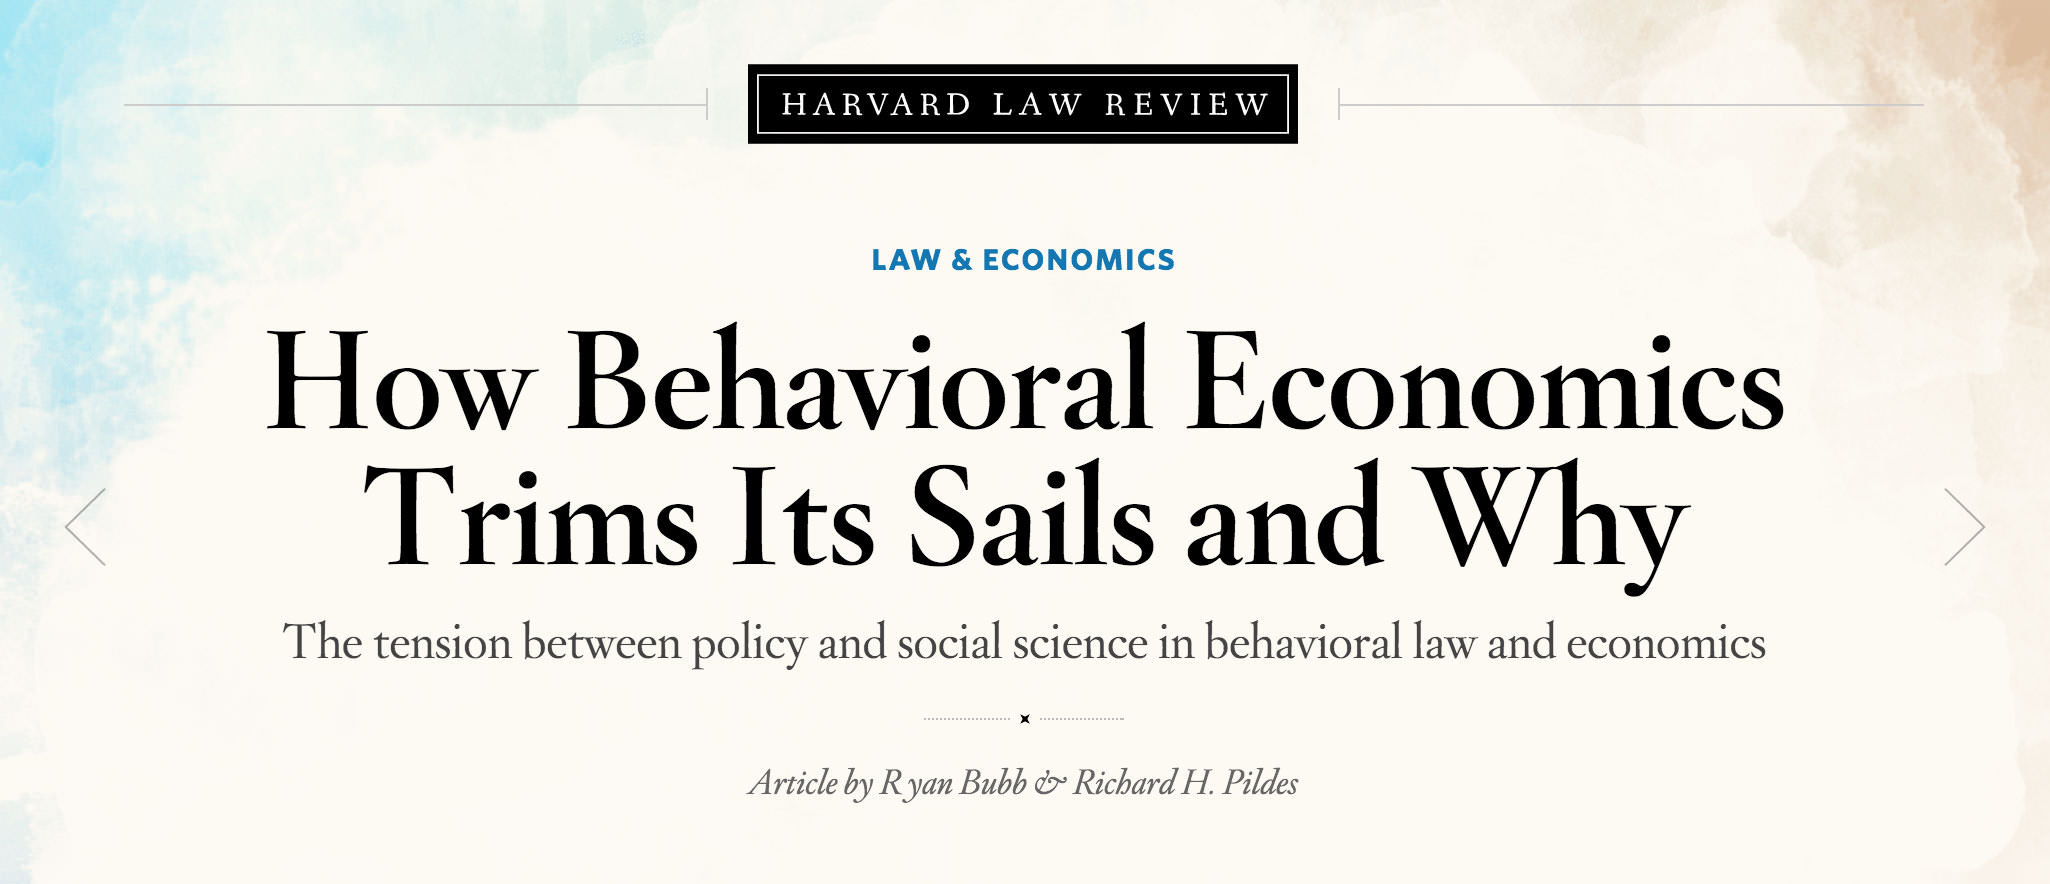 HARVARD LAW REVIEW
LAW & ECONOMICS
How Behavioral Economics
Trims Its Sails and Why
The tension between policy and social science in behavioral law and economics
Article by Ryan Bubb & Richard H. Pildes